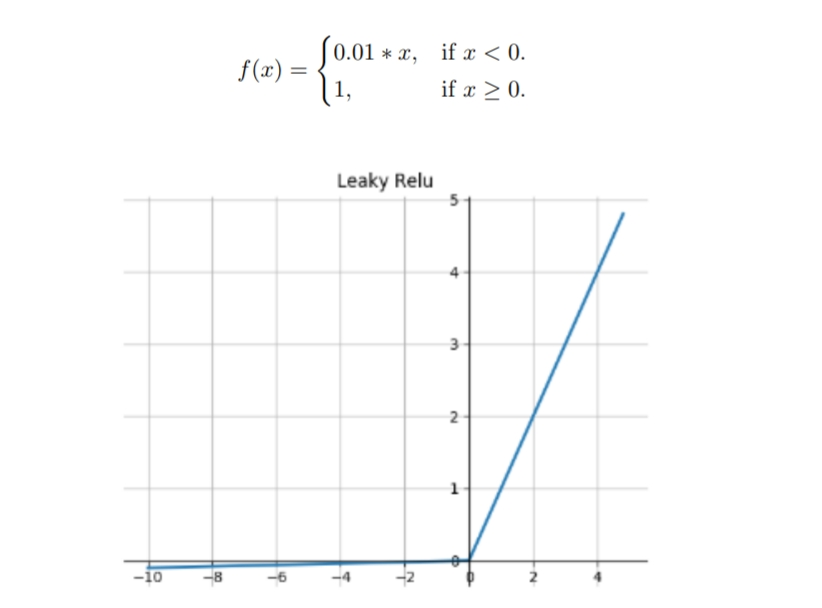 f(x) = { 0.01 ∗ x, if x < 0.
1, if x ≥ 0.
Leaky Relu
5
4
3
2
1
0
−10 −8 −6 −4 −2 0 2 4